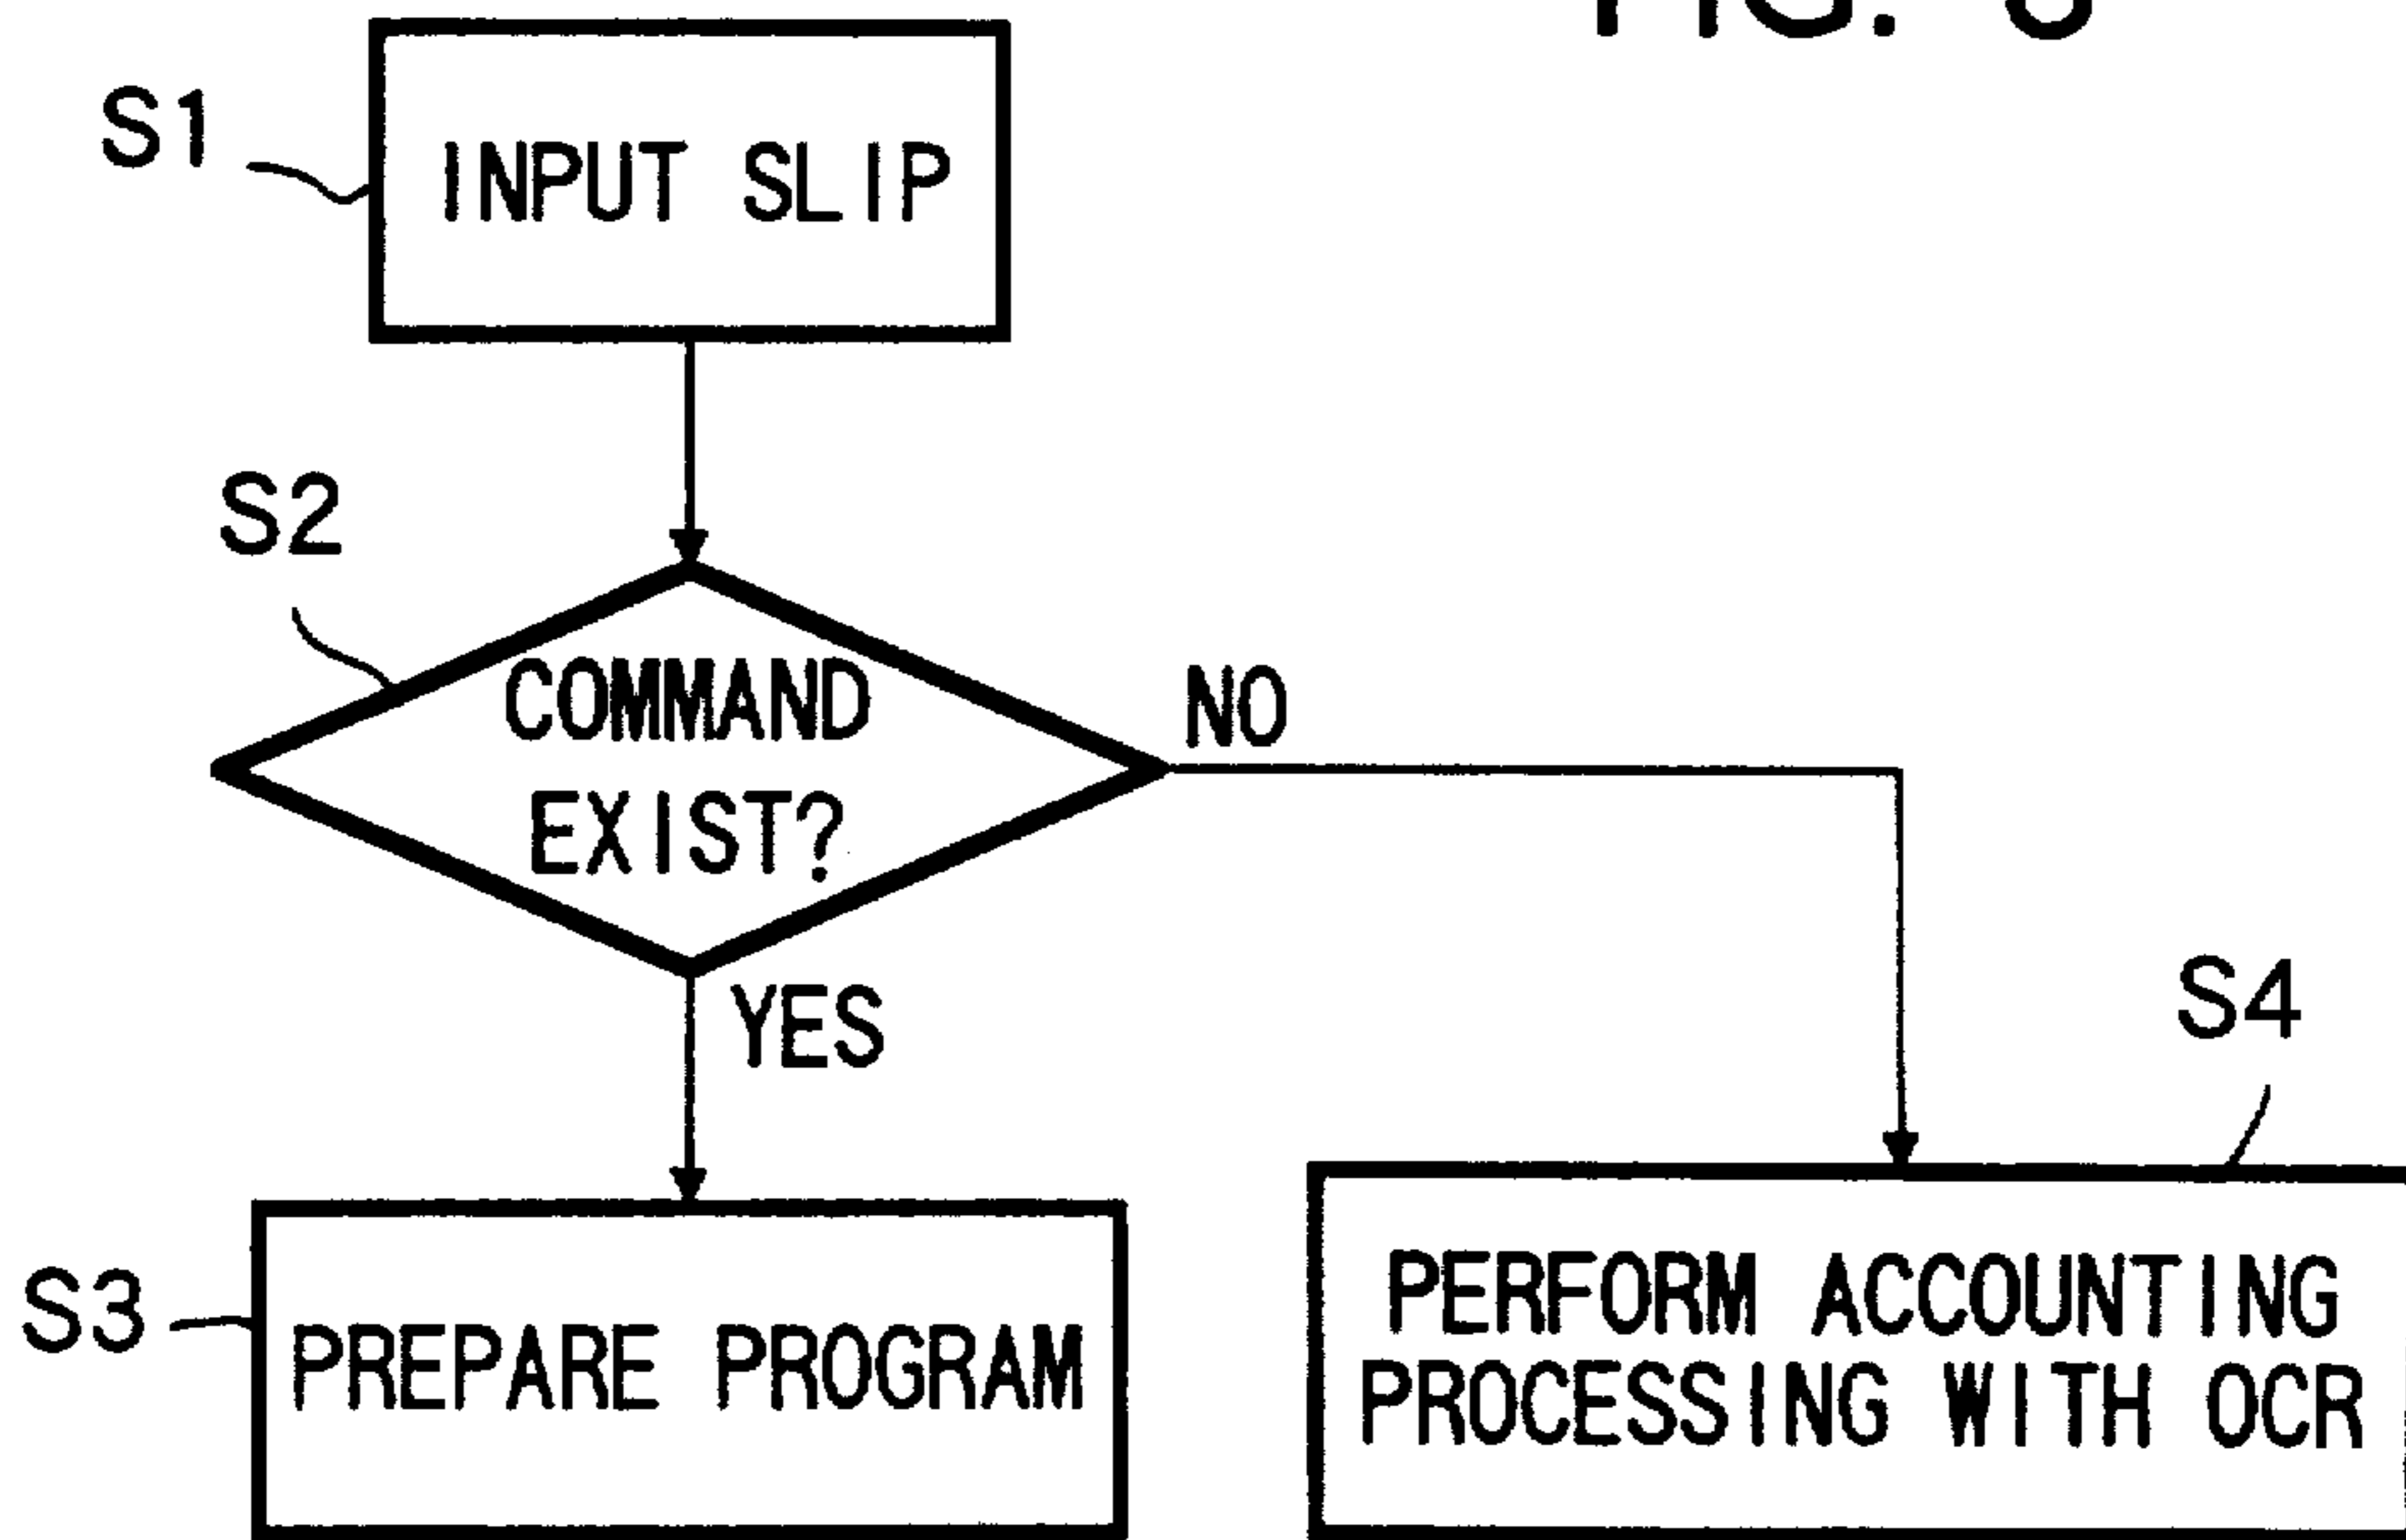 S1
INPUT SLIP
S2
COMMAND
EXIST?
NO
YES
S4
S3
PREPARE PROGRAM
PERFORM ACCOUNTING
PROCESSING WITH OCR